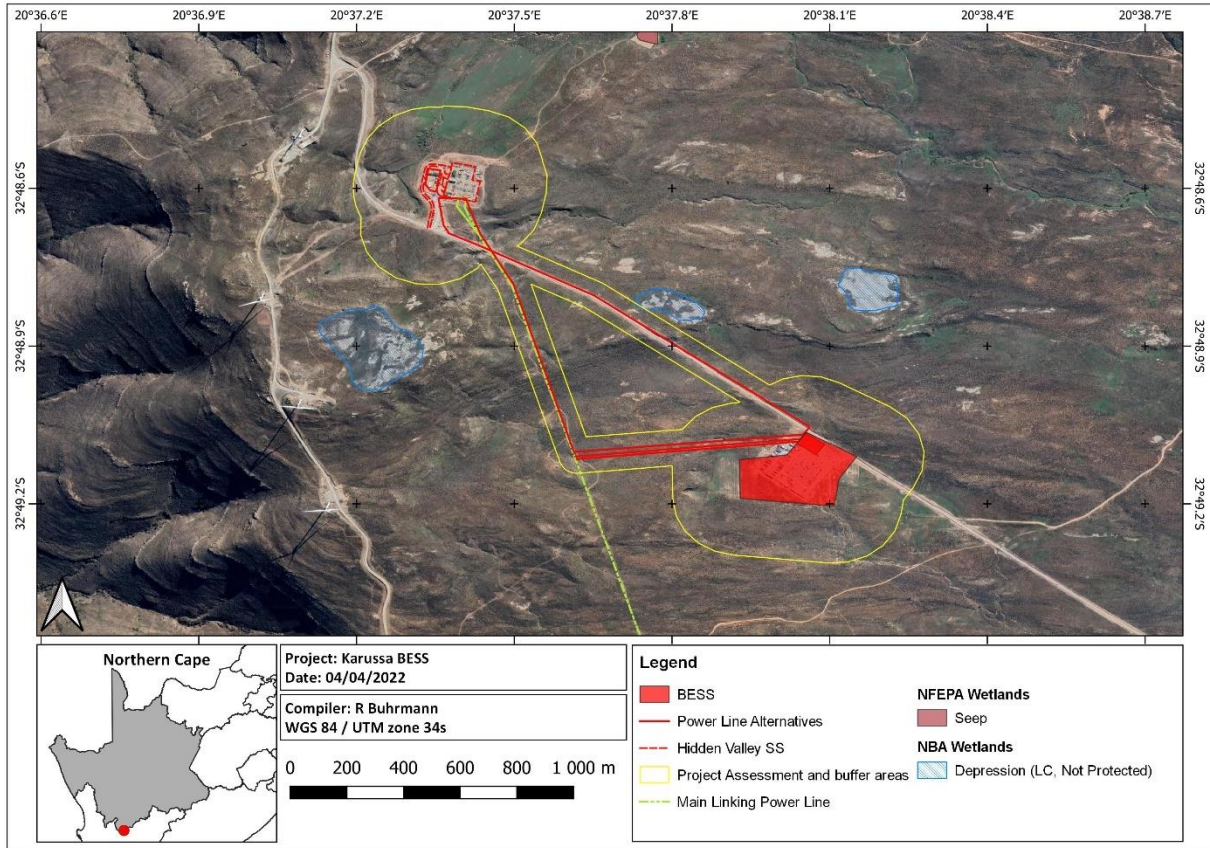 20°36.6'E 20°36.9'E 20°37.2'E 20°37.5'E 20°37.8'E 20°38.1'E 20°38.4'E 20°38.7'E
32°48.6'S 32°48.6'S
32°48.9'S 32°48.9'S
32°49.2'S 32°49.2'S
Northern Cape
Project: Karussa BESS
Date: 04/04/2022
Compiler: R Buhrmann
WGS 84 / UTM zone 34s
0 200 400 600 800 1 000 m
Legend
BESS
Power Line Alternatives
Hidden Valley SS
Project Assessment and buffer areas
Main Linking Power Line
NFEPA Wetlands
Seep
NBA Wetlands
Depression (LC, Not Protected)